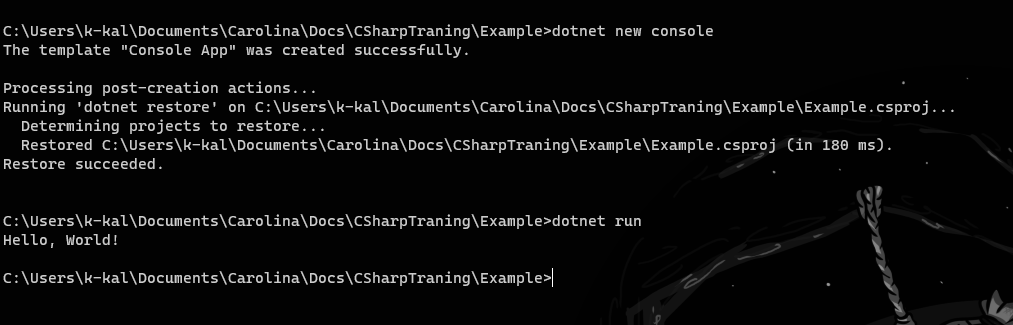 C:\Users\k-kal\Documents\Carolina\Docs\CSharpTraning\Example>dotnet new console
The template "Console App" was created successfully.
Processing post-creation actions...
Running 'dotnet restore' on C:\Users\k-kal\Documents\Carolina\Docs\CSharpTraning\Example\Example.csproj...
  Determining projects to restore...
  Restored C:\Users\k-kal\Documents\Carolina\Docs\CSharpTraning\Example\Example.csproj (in 180 ms).
Restore succeeded.
C:\Users\k-kal\Documents\Carolina\Docs\CSharpTraning\Example>dotnet run
Hello, World!
C:\Users\k-kal\Documents\Carolina\Docs\CSharpTraning\Example>